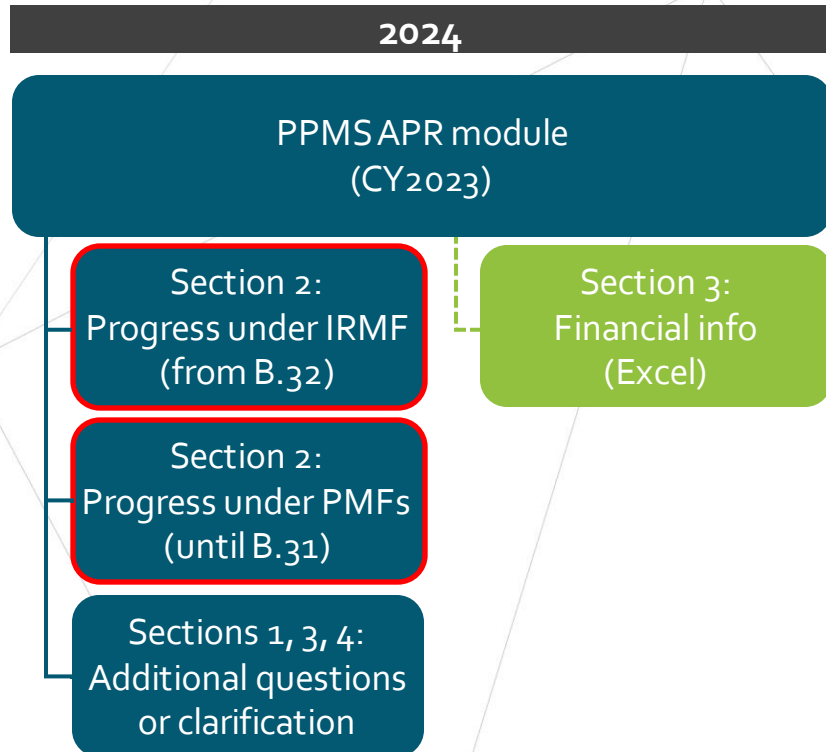 2024
PPMS APR module
(CY2023)
Section 2:
Progress under IRMF
(from B.32)
Section 3:
Financial info
(Excel)
Section 2:
Progress under PMFs
(until B.31)
Sections 1, 3, 4:
Additional questions
or clarification